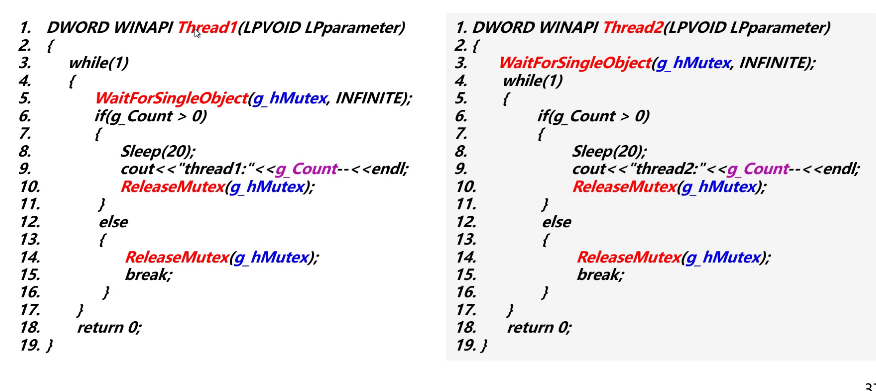 1. DWORD WINAPI Thread1(LPVOID LPparameter)
2. {
3. while(1)
4. {
5. WaitForSingleObject(g_hMutex, INFINITE);
6. if(g_Count > 0)
7. {
8. Sleep(20);
9. cout<<"thread1:"<<g_Count--<<endl;
10. ReleaseMutex(g_hMutex);
11. }
12. else
13. {
14. ReleaseMutex(g_hMutex);
15. break;
16. }
17. }
18. return 0;
19. }
1. DWORD WINAPI Thread2(LPVOID LPparameter)
2. {
3. WaitForSingleObject(g_hMutex, INFINITE);
4. while(1)
5. {
6. if(g_Count > 0)
7. {
8. Sleep(20);
9. cout<<"thread2:"<<g_Count--<<endl;
10. ReleaseMutex(g_hMutex);
11. }
12. else
13. {
14. ReleaseMutex(g_hMutex);
15. break;
16. }
17. }
18. return 0;
19. }